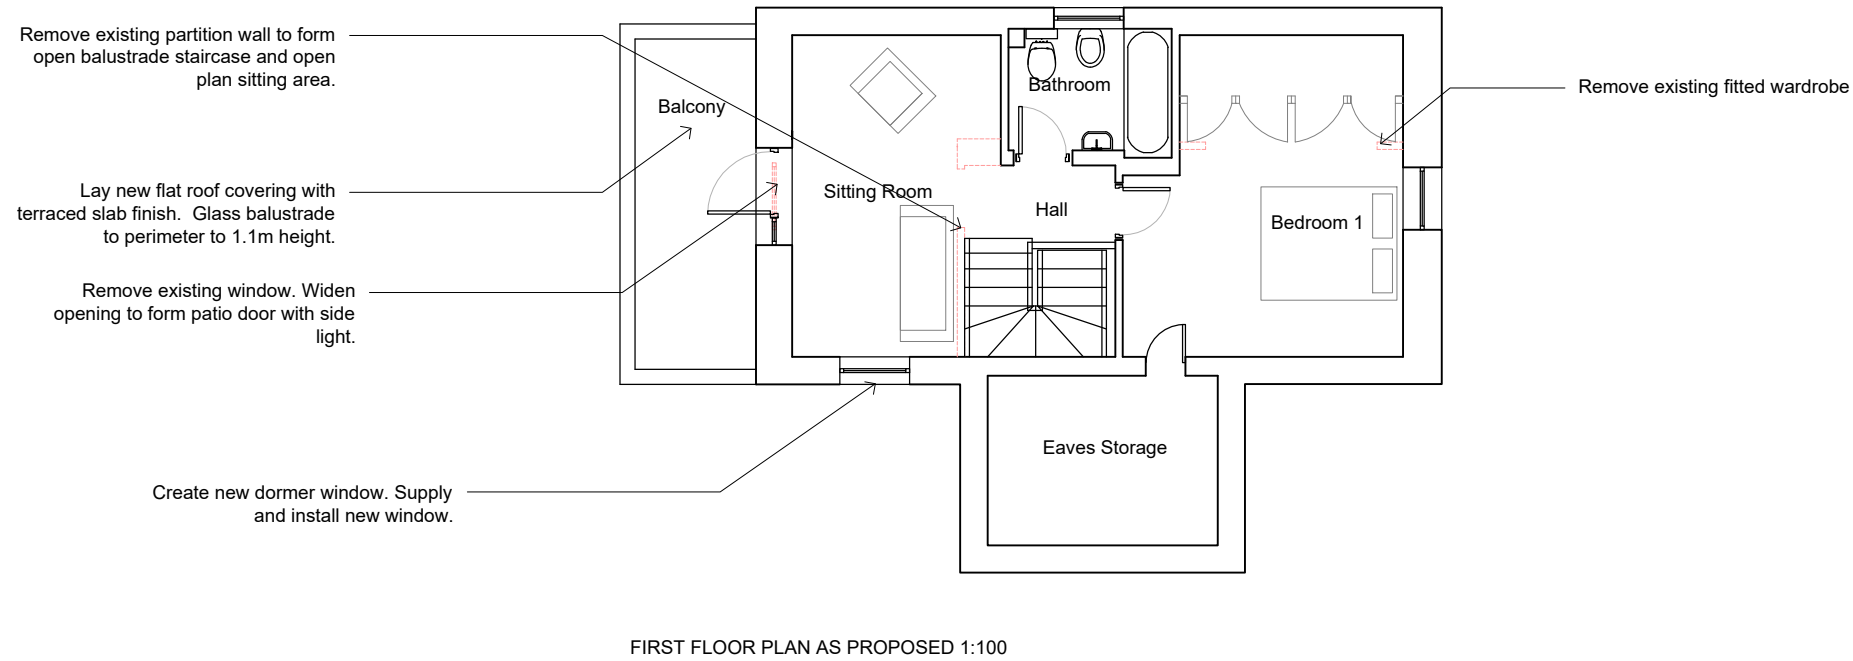 Remove existing partition wall to form
open balustrade staircase and open
plan sitting area.
Balcony
Bathroom
Remove existing fitted wardrobe
Lay new flat roof covering with
terraced slab finish.  Glass balustrade
to perimeter to 1.1m height.
Sitting Room
Hall
Bedroom 1
Remove existing window. Widen
opening to form patio door with side
light.
Eaves Storage
Create new dormer window. Supply
and install new window.
FIRST FLOOR PLAN AS PROPOSED 1:100